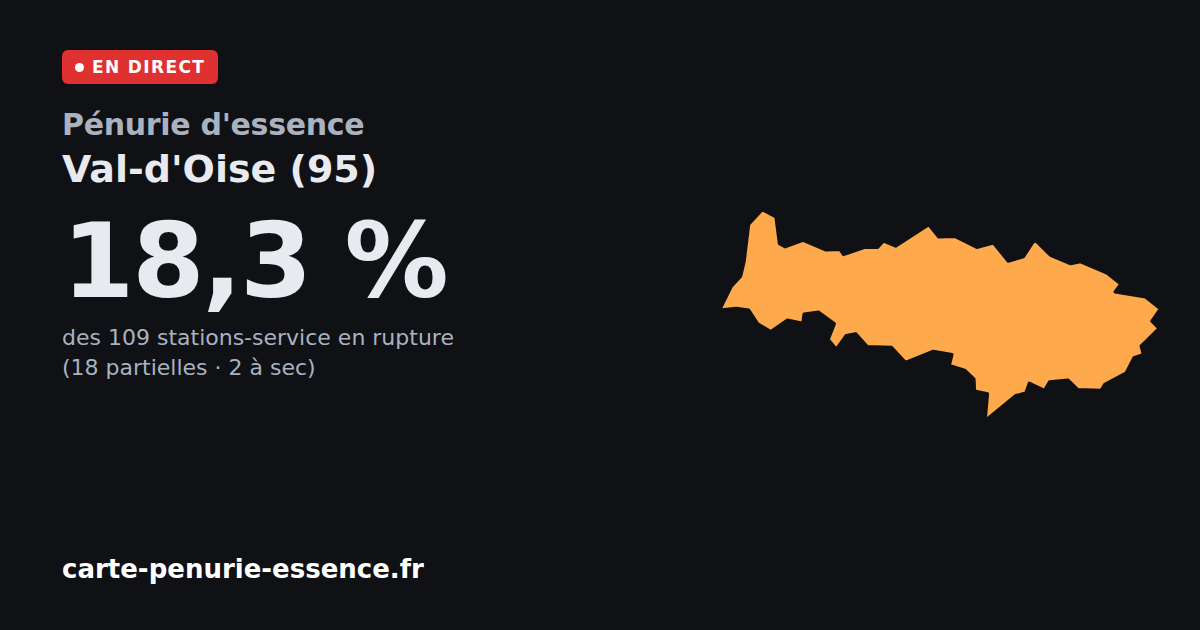 EN DIRECT
Pénurie d'essence
Val-d'Oise (95)
18,3 %
des 109 stations-service en rupture
(18 partielles · 2 à sec)
carte-penurie-essence.fr